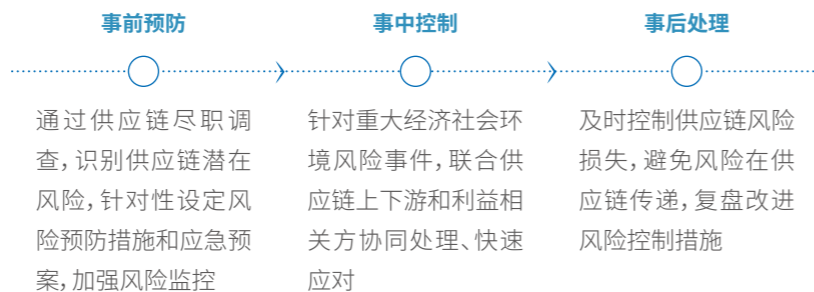 事前预防
通过供应链尽职调
查，识别供应链潜在
风险，针对性设定风
险预防措施和应急预
案，加强风险监控
事中控制
针对重大经济社会环
境风险事件，联合供
应链上下游和利益相
关方协同处理、快速
应对
事后处理
及时控制供应链风险
损失，避免风险在供
应链传递，复盘改进
风险控制措施